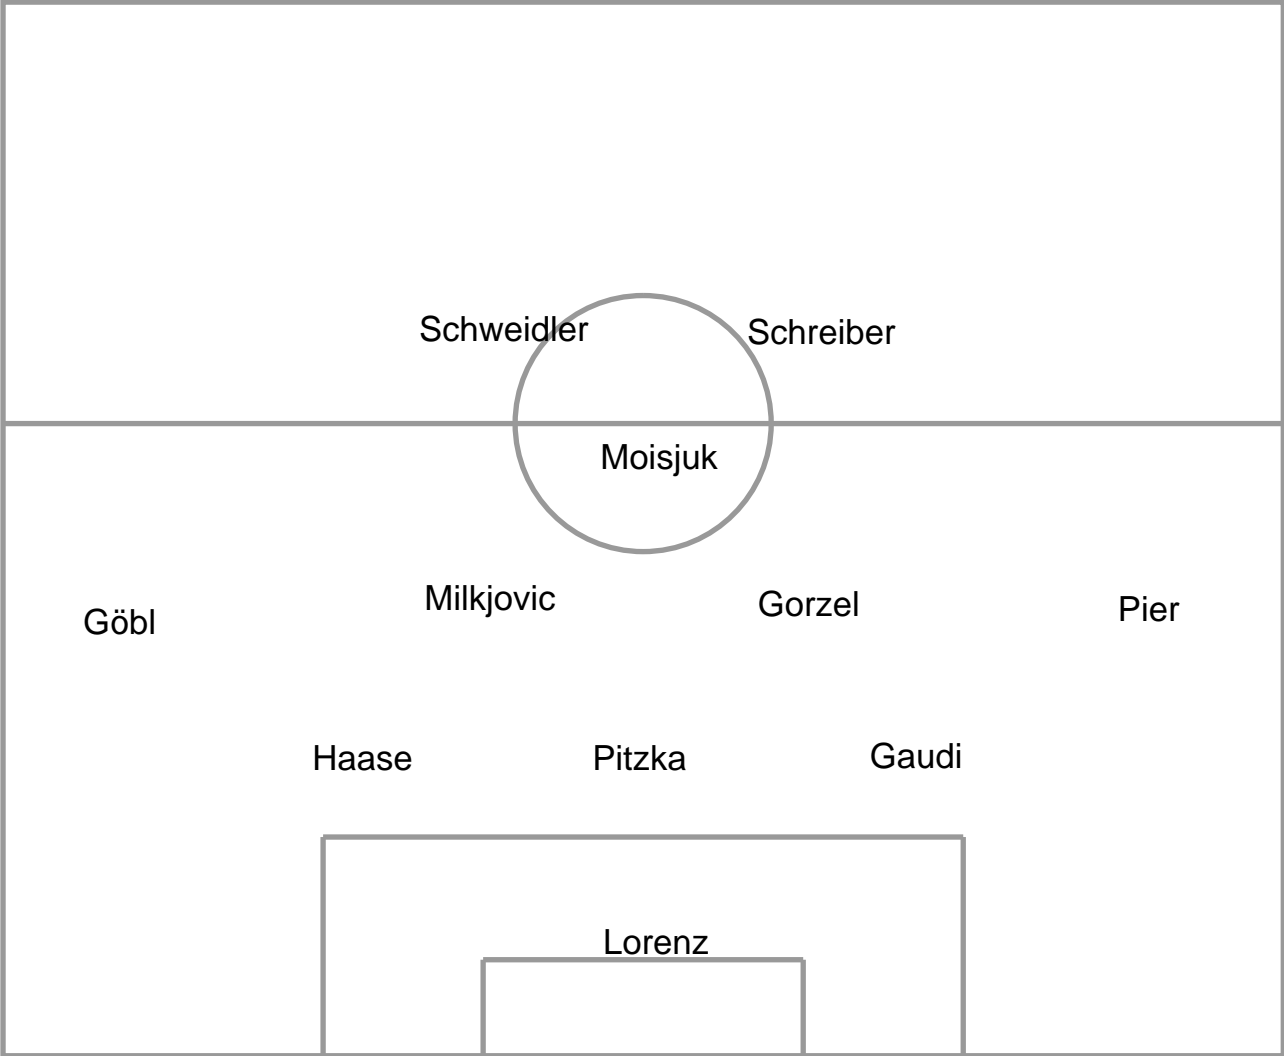 Schweidler
Schreiber
Moisjuk
Göbl
Milkjovic
Gorzel
Pier
Haase
Pitzka
Gaudi
Lorenz